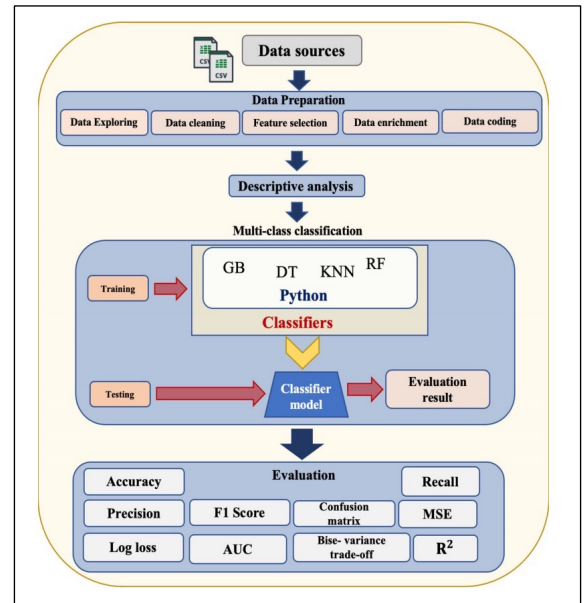 Data sources
CSV
CSV
Data Preparation
Data Exploring
Data cleaning
Feature selection
Data enrichment
Data coding
Descriptive analysis
Multi-class classification
GB
DT
KNN
RF
Python
Classifiers
Training
Testing
Classifier
model
Evaluation
result
Evaluation
Accuracy
Recall
Precision
F1 Score
Confusion
matrix
MSE
Log loss
AUC
Bise- variance
trade-off
R²